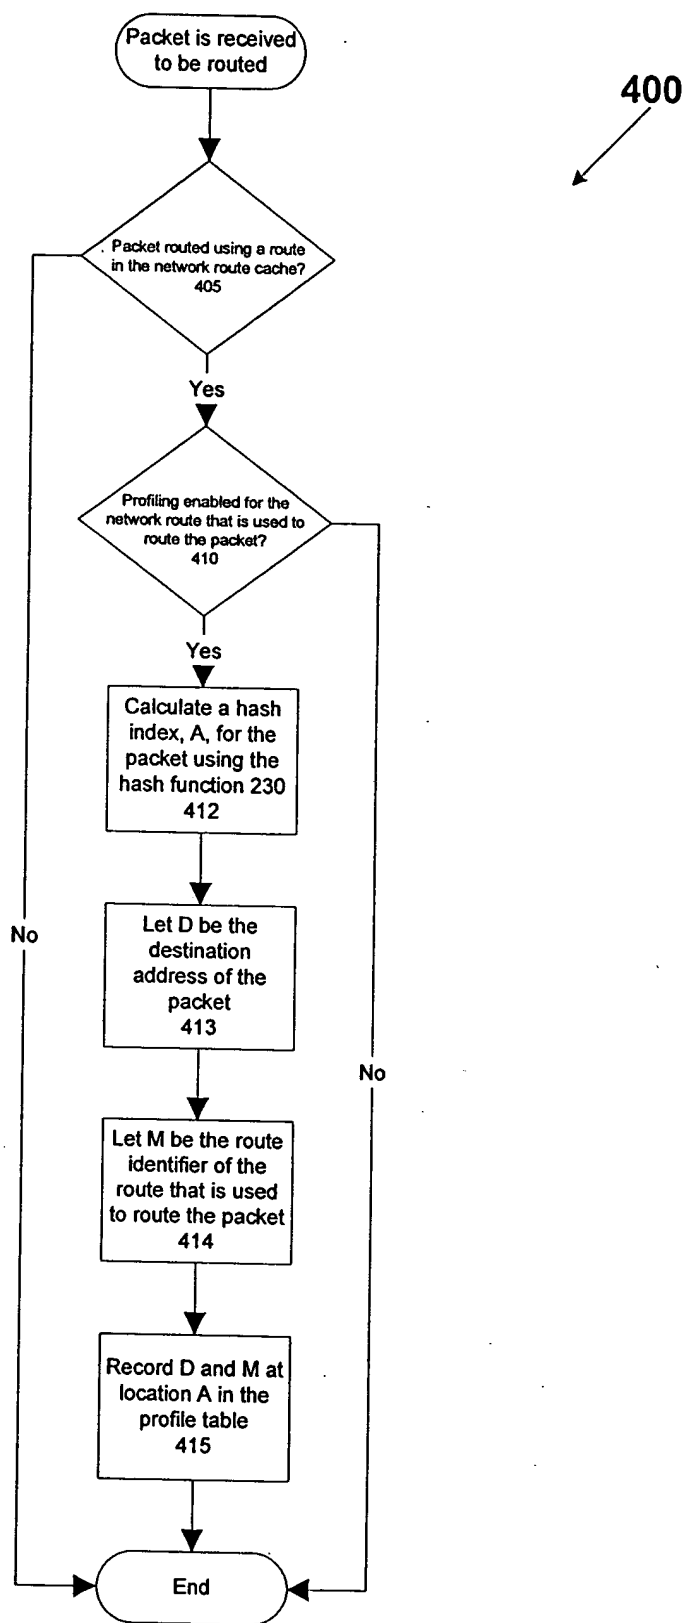 Packet is received
to be routed
400
Packet routed using a route
in the network route cache?
405
Yes
Profiling enabled for the
network route that is used to
route the packet?
410
Yes
Calculate a hash
index, A, for the
packet using the
hash function 230
412
No
Let D be the
destination
address of the
packet
413
No
Let M be the route
identifier of the
route that is used
to route the packet
414
Record D and M at
location A in the
profile table
415
End